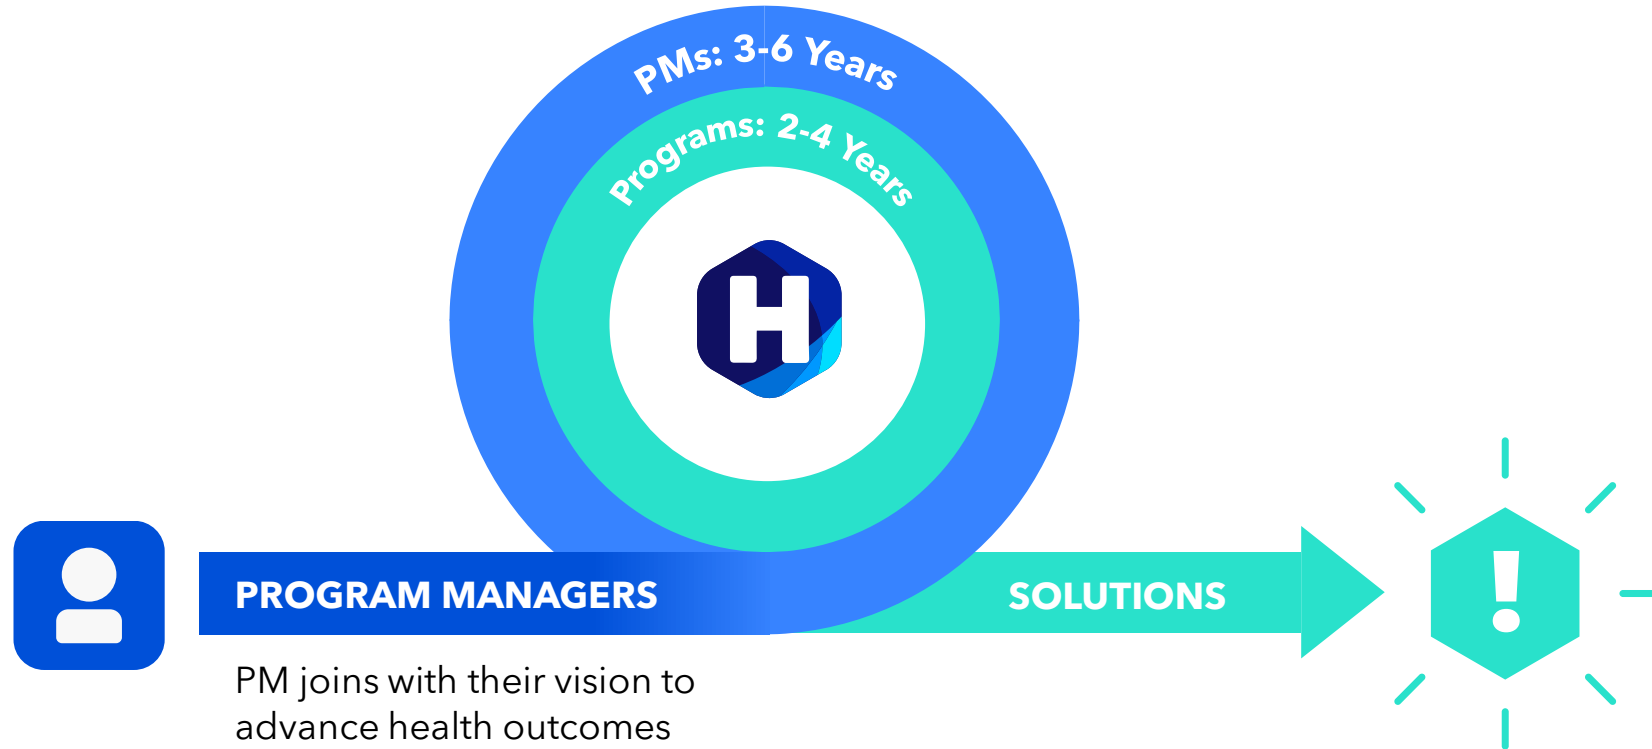 PMs: 3-6 Years
Programs: 2-4 Years
H
PROGRAM MANAGERS
SOLUTIONS
!
PM joins with their vision to
advance health outcomes